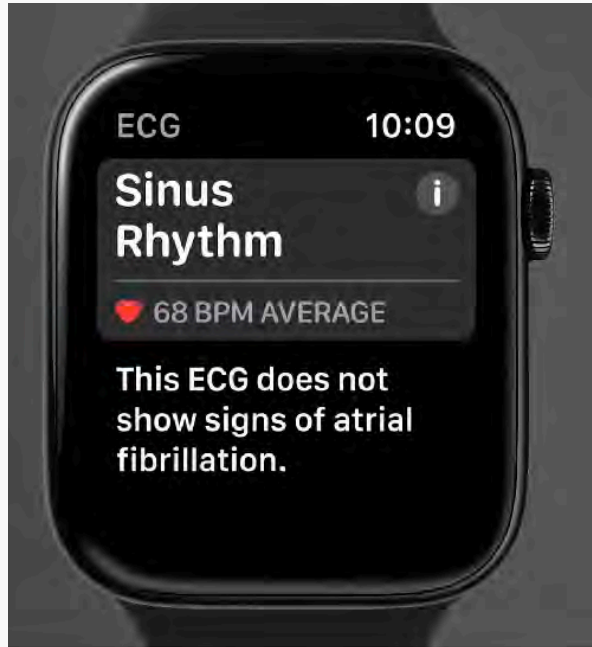 ECG 10:09
Sinus
Rhythm
i
68 BPM AVERAGE
This ECG does not
show signs of atrial
fibrillation.